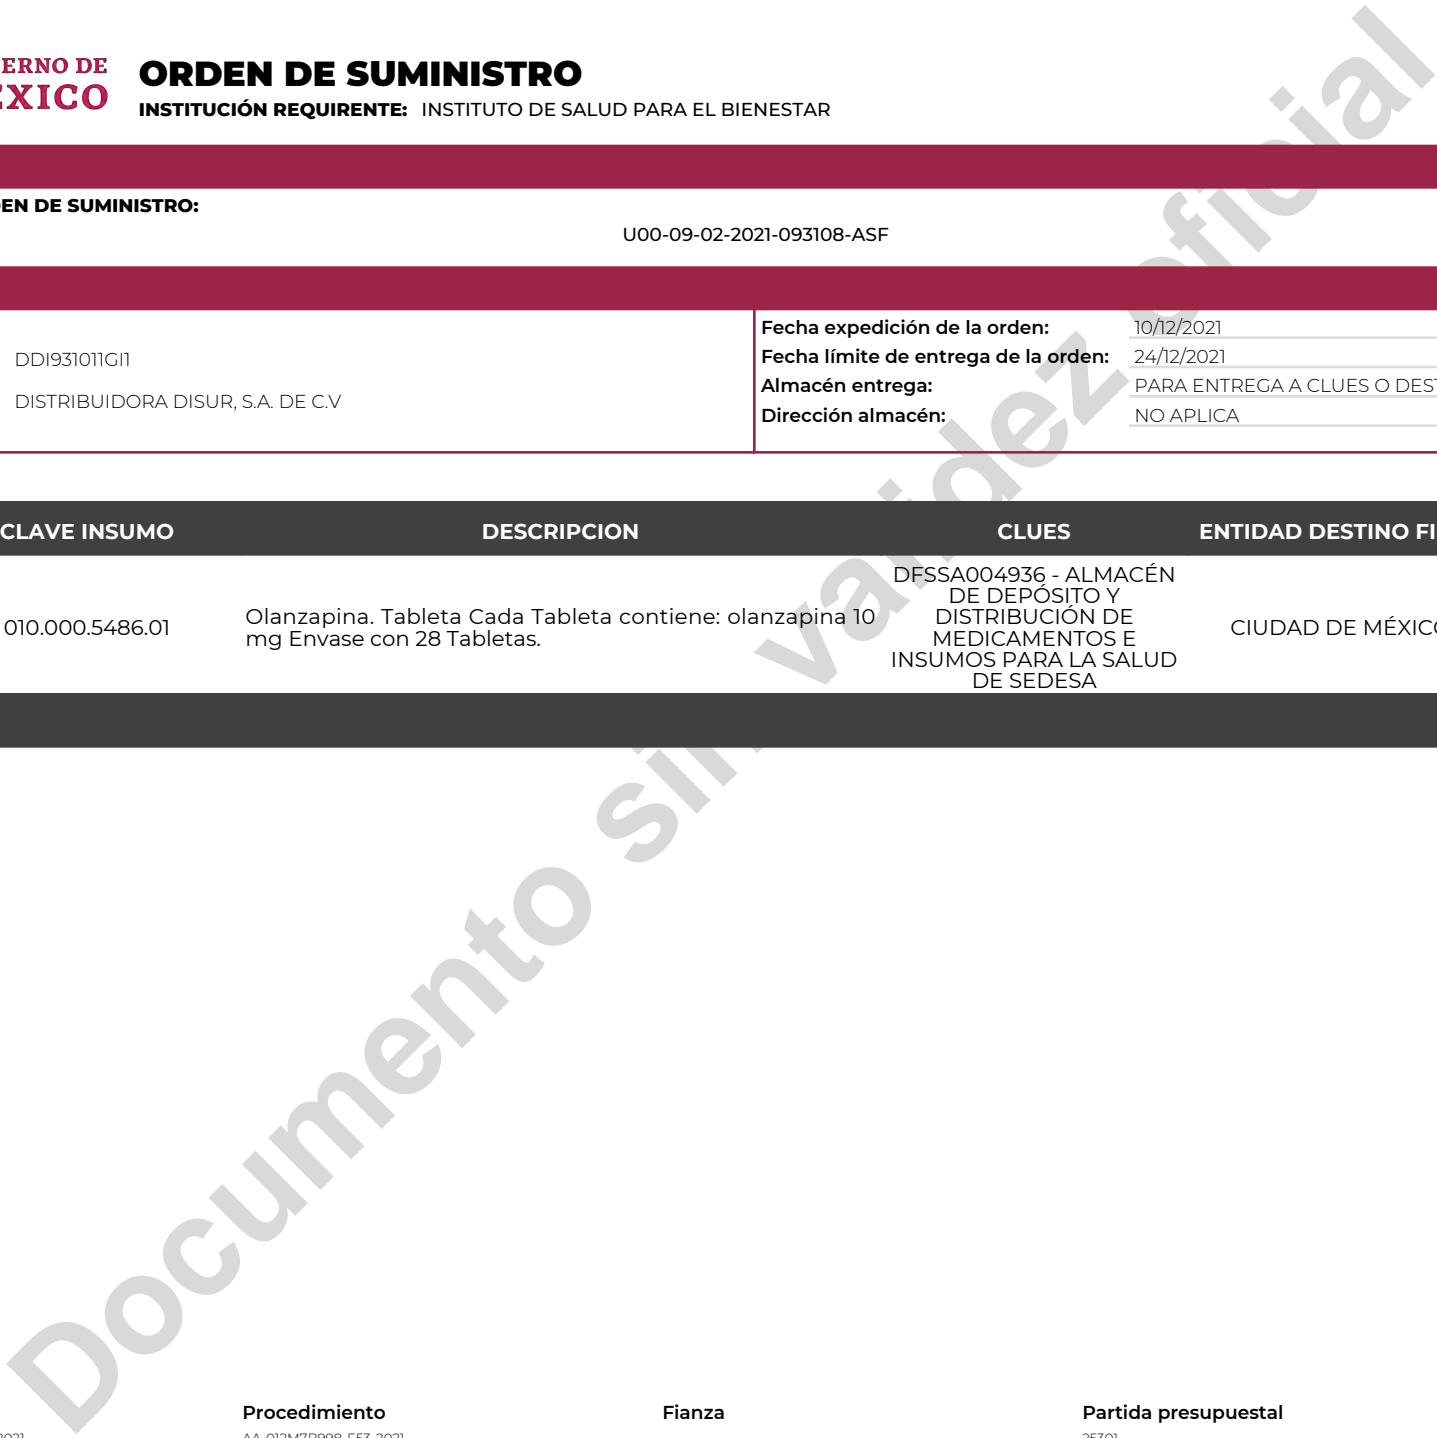 ERNO DE
ÉXICO
ORDEN DE SUMINISTRO
INSTITUCIÓN REQUIRENTE: INSTITUTO DE SALUD PARA EL BIENESTAR
EN DE SUMINISTRO:
U00-09-02-2021-093108-ASF
DDI931011GI1
DISTRIBUIDORA DISUR, S.A. DE C.V
Fecha expedición de la orden: 10/12/2021
Fecha límite de entrega de la orden: 24/12/2021
Almacén entrega: PARA ENTREGA A CLUES O DEST
Dirección almacén: NO APLICA
CLAVE INSUMO DESCRIPCION CLUES ENTIDAD DESTINO FI
010.000.5486.01
Olanzapina. Tableta Cada Tableta contiene: olanzapina 10
mg Envase con 28 Tabletas.
DFSSA004936 - ALMACÉN
DE DEPÓSITO Y
DISTRIBUCIÓN DE
MEDICAMENTOS E
INSUMOS PARA LA SALUD
DE SEDESA
CIUDAD DE MÉXICO
Documento sin validez oficial
Procedimiento Fianza Partida presupuestal